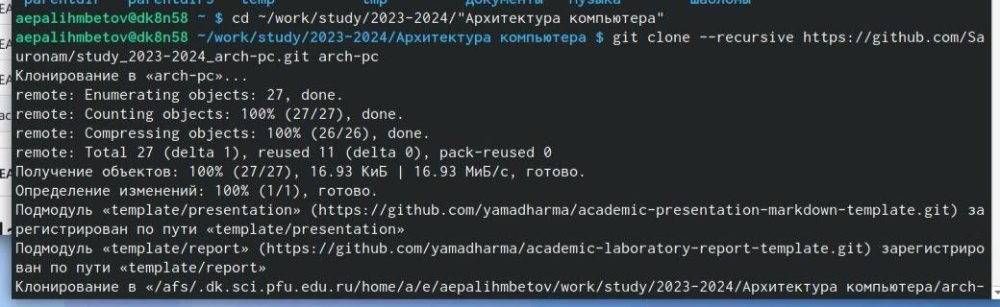 aepalihmbetov@dk8n58 ~ $ cd ~/work/study/2023-2024/"Архитектура компьютера"
aepalihmbetov@dk8n58 ~/work/study/2023-2024/Архитектура компьютера $ git clone --recursive https://github.com/Sa
uronam/study_2023-2024_arch-pc.git arch-pc
Клонирование в «arch-pc»...
remote: Enumerating objects: 27, done.
remote: Counting objects: 100% (27/27), done.
remote: Compressing objects: 100% (26/26), done.
remote: Total 27 (delta 1), reused 11 (delta 0), pack-reused 0
Получение объектов: 100% (27/27), 16.93 КиБ | 16.93 МиБ/с, готово.
Определение изменений: 100% (1/1), готово.
Подмодуль «template/presentation» (https://github.com/yamadharma/academic-presentation-markdown-template.git) за
регистрирован по пути «template/presentation»
Подмодуль «template/report» (https://github.com/yamadharma/academic-laboratory-report-template.git) зарегистриро
ван по пути «template/report»
Клонирование в «/afs/.dk.sci.pfu.edu.ru/home/a/e/aepalihmbetov/work/study/2023-2024/Архитектура компьютера/arch-